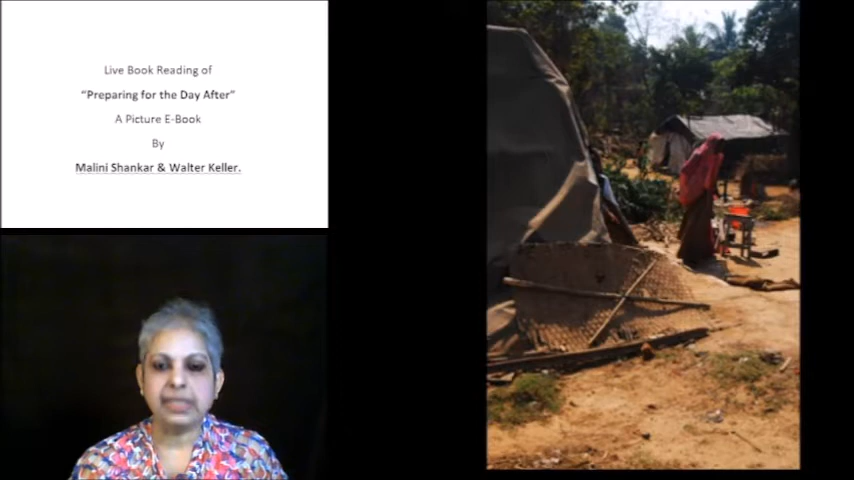 Live Book Reading of
“Preparing for the Day After”
A Picture E-Book
By
Malini Shankar & Walter Keller.